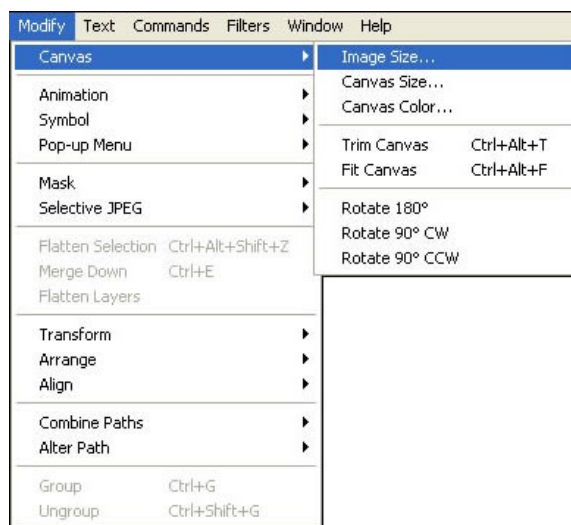 Modify Text Commands Filters Window Help
Canvas
Animation
Symbol
Pop-up Menu
Mask
Selective JPEG
Flatten Selection Ctrl+Alt+Shift+Z
Merge Down Ctrl+E
Flatten Layers
Transform
Arrange
Align
Combine Paths
Alter Path
Group Ctrl+G
Ungroup Ctrl+Shift+G
Image Size...
Canvas Size...
Canvas Color...
Trim Canvas Ctrl+Alt+T
Fit Canvas Ctrl+Alt+F
Rotate 180°
Rotate 90° CW
Rotate 90° CCW